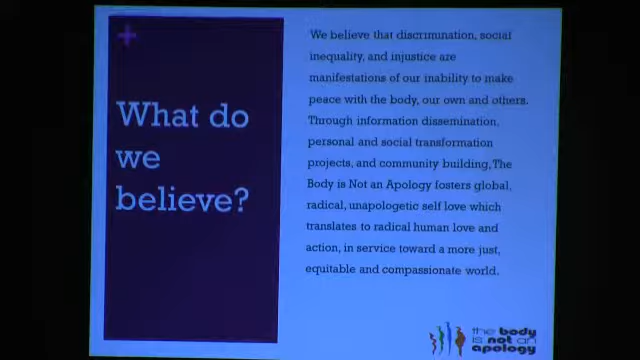 +
What do
we
believe?
We believe that discrimination, social
inequality, and injustice are
manifestations of our inability to make
peace with the body, our own and others.
Through information dissemination,
personal and social transformation
projects, and community building, The
Body is Not an Apology fosters global,
radical, unapologetic self love which
translates to radical human love and
action, in service toward a more just,
equitable and compassionate world.
the body
is not an
apology